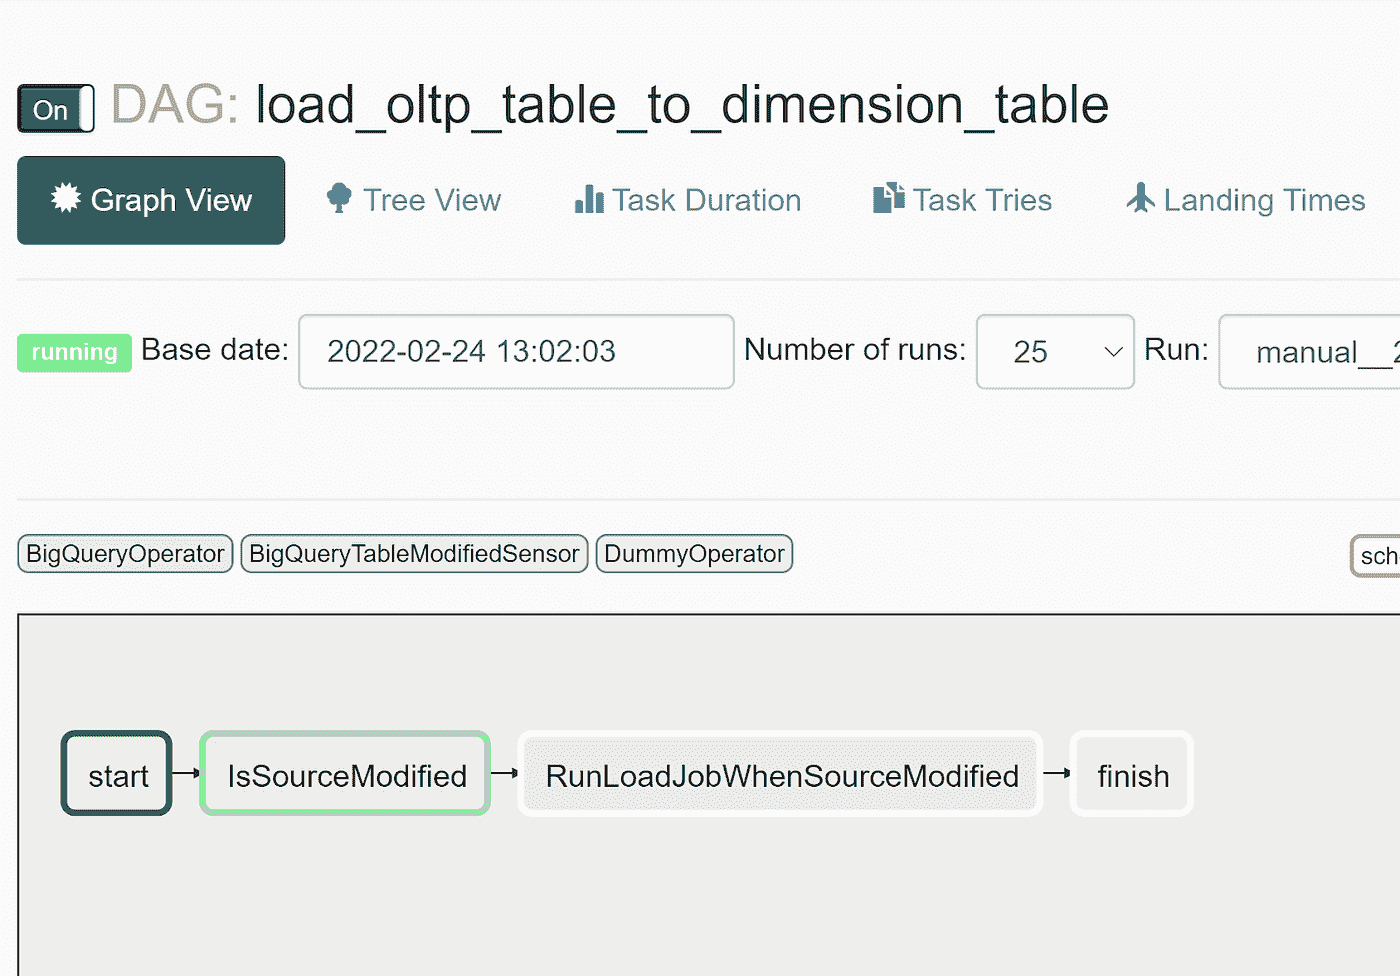 On DAG: load_oltp_table_to_dimension_table
Graph View Tree View Task Duration Task Tries Landing Times
running Base date: 2022-02-24 13:02:03 Number of runs: 25 Run: manual__2
BigQueryOperator BigQueryTableModifiedSensor DummyOperator sch
start IsSourceModified RunLoadJobWhenSourceModified finish